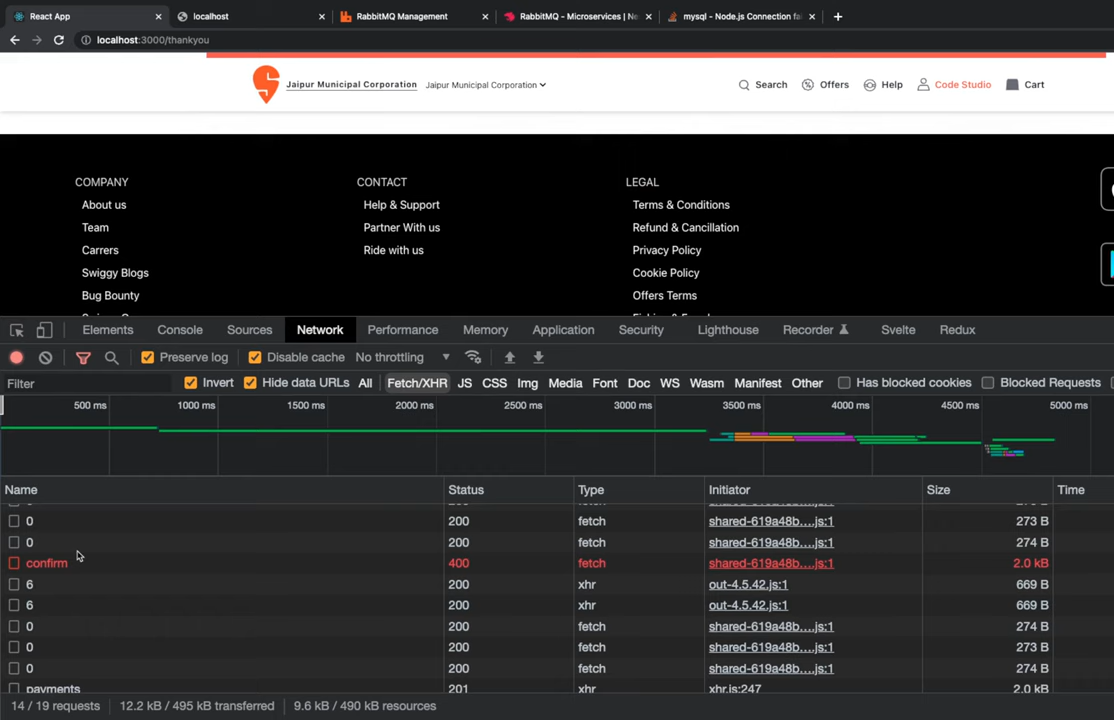 React App × localhost × RabbitMQ Management × RabbitMQ - Microservices | Ne × mysql - Node.js Connection fa × +
localhost:3000/thankyou
Jaipur Municipal Corporation Jaipur Municipal Corporation Search Offers Help Code Studio Cart
COMPANY CONTACT LEGAL
About us Help & Support Terms & Conditions
Team Partner With us Refund & Cancillation
Carrers Ride with us Privacy Policy
Swiggy Blogs Cookie Policy
Bug Bounty Offers Terms
Elements Console Sources Network Performance Memory Application Security Lighthouse Recorder Svelte Redux
Preserve log Disable cache No throttling
Filter Invert Hide data URLs All Fetch/XHR JS CSS Img Media Font Doc WS Wasm Manifest Other Has blocked cookies Blocked Requests
500 ms 1000 ms 1500 ms 2000 ms 2500 ms 3000 ms 3500 ms 4000 ms 4500 ms 5000 ms
Name Status Type Initiator Size Time
0 200 fetch shared-619a48b....js:1 273 B
0 200 fetch shared-619a48b....js:1 274 B
confirm 400 fetch shared-619a48b....js:1 2.0 kB
6 200 xhr out-4.5.42.js:1 669 B
6 200 xhr out-4.5.42.js:1 669 B
0 200 fetch shared-619a48b....js:1 274 B
0 200 fetch shared-619a48b....js:1 273 B
0 200 fetch shared-619a48b....js:1 274 B
payments 201 xhr xhr.js:247 2.0 kB
14 / 19 requests 12.2 kB / 495 kB transferred 9.6 kB / 490 kB resources